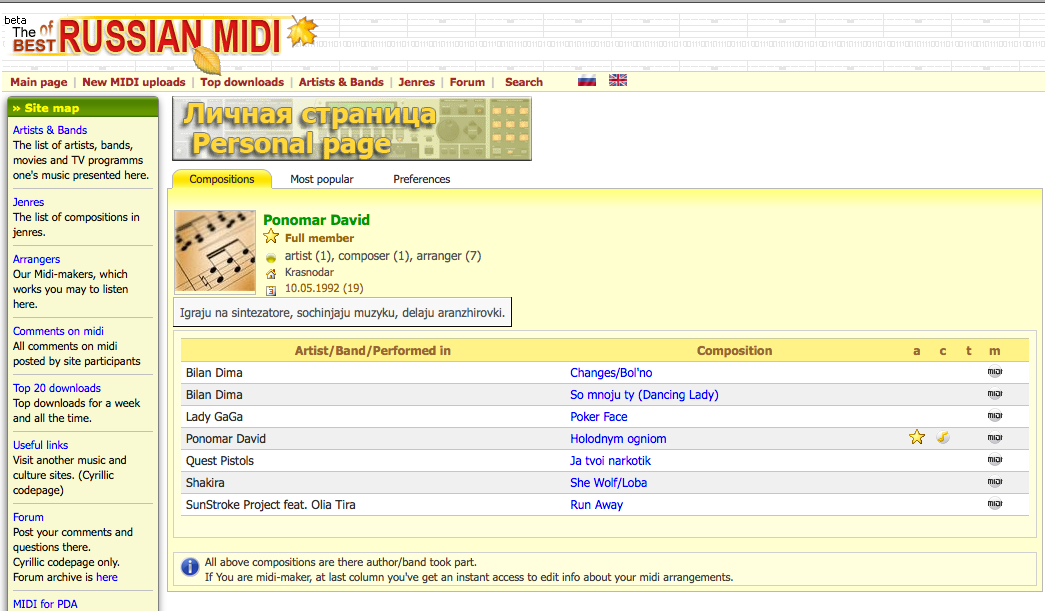 beta
The of
BEST RUSSIAN MIDI
Main page | New MIDI uploads | Top downloads | Artists & Bands | Jenres | Forum | Search
» Site map
Artists & Bands
The list of artists, bands,
movies and TV programms
one's music presented here.
Jenres
The list of compositions in
jenres.
Arrangers
Our Midi-makers, which
works you may to listen
here.
Comments on midi
All comments on midi
posted by site participants
Top 20 downloads
Top downloads for a week
and all the time.
Useful links
Visit another music and
culture sites. (Cyrillic
codepage)
Forum
Post your comments and
questions there.
Cyrillic codepage only.
Forum archive is here
MIDI for PDA
Личная страница
Personal page
Compositions Most popular Preferences
Ponomar David
Full member
artist (1), composer (1), arranger (7)
Krasnodar
10.05.1992 (19)
Igraju na sintezatore, sochinjaju muzyku, delaju aranzhirovki.
Artist/Band/Performed in Composition a c t m
Bilan Dima Changes/Bol'no midi
Bilan Dima So mnoju ty (Dancing Lady) midi
Lady GaGa Poker Face midi
Ponomar David Holodnym ogniom midi
Quest Pistols Ja tvoi narkotik midi
Shakira She Wolf/Loba midi
SunStroke Project feat. Olia Tira Run Away midi
All above compositions are there author/band took part.
If You are midi-maker, at last column you've get an instant access to edit info about your midi arrangements.